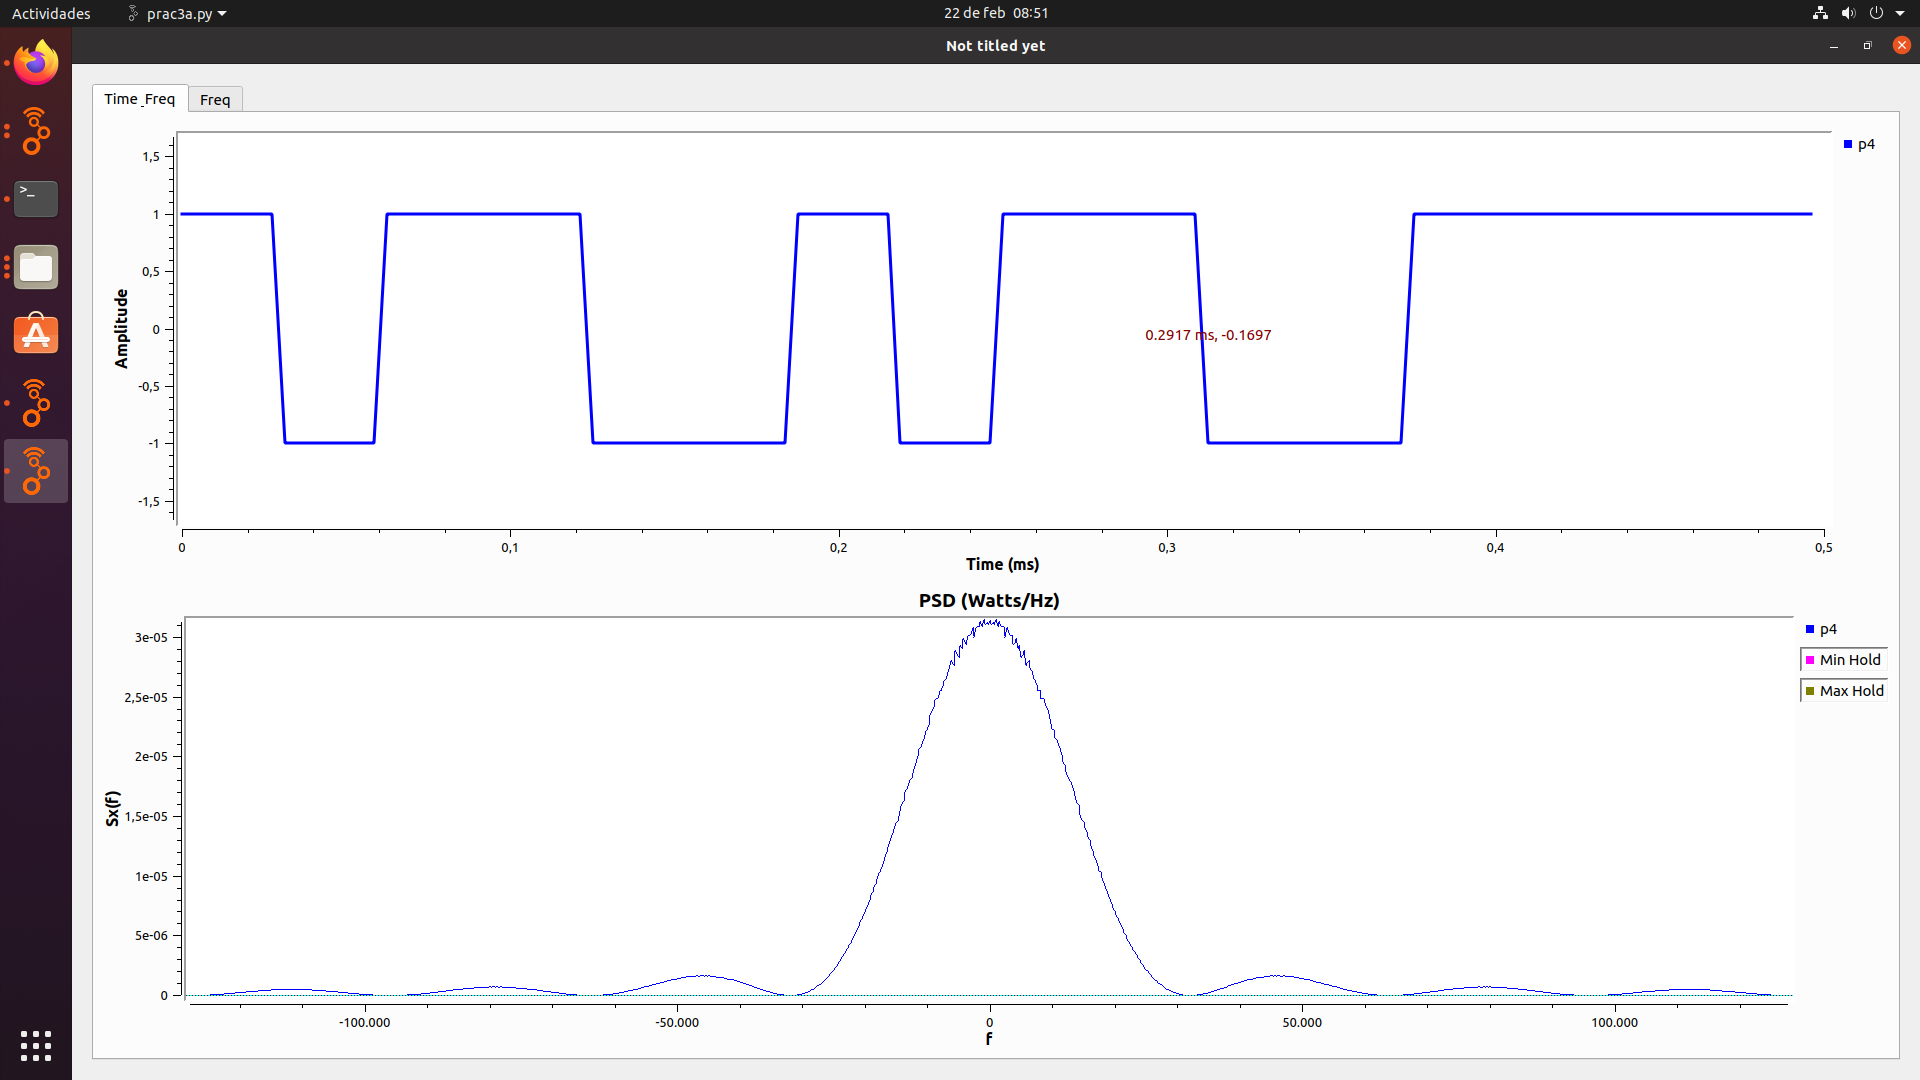 Actividades
prac3a.py
22 de feb 08:51
Not titled yet
>_
Time_Freq
Freq
1,5
1
0,5
0
-0,5
-1
-1,5
Amplitude
p4
0.2917 ms, -0.1697
0
0,1
0,2
0,3
0,4
0,5
Time (ms)
PSD (Watts/Hz)
3e-05
2,5e-05
2e-05
1,5e-05
1e-05
5e-06
0
Sx(f)
p4
Min Hold
Max Hold
-100.000
-50.000
0
50.000
100.000
f